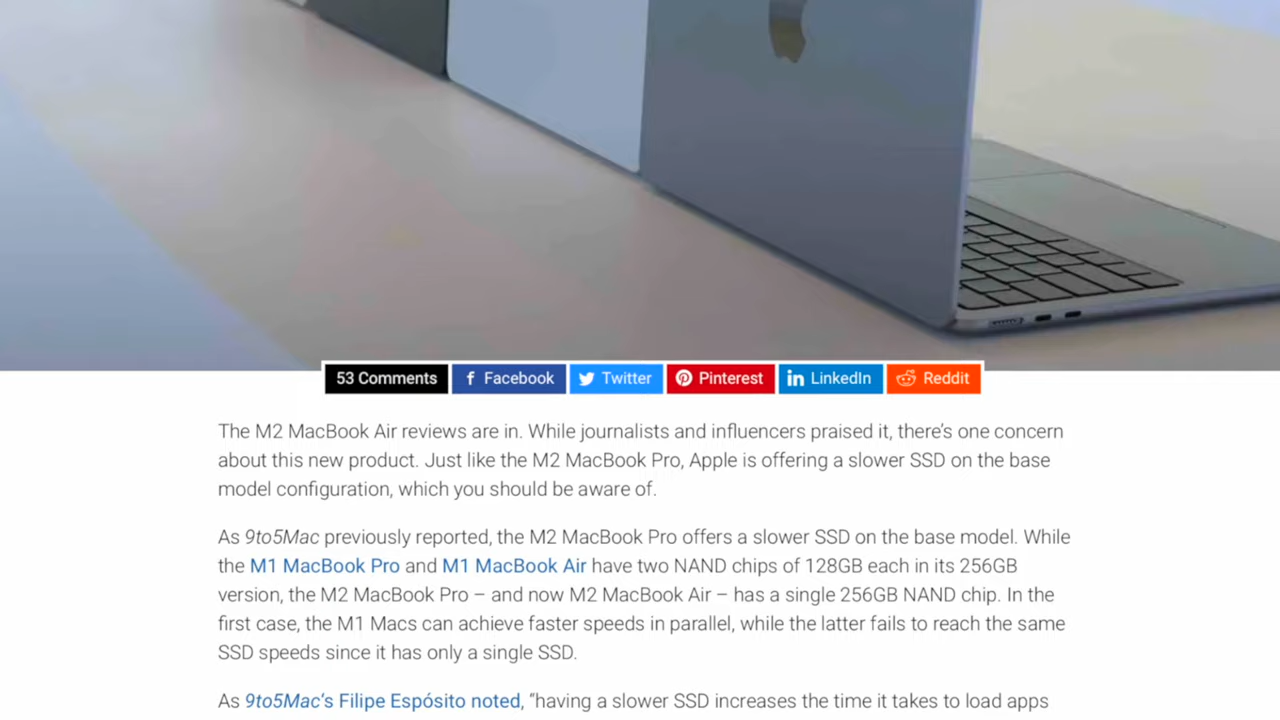 53 Comments Facebook Twitter Pinterest LinkedIn Reddit
The M2 MacBook Air reviews are in. While journalists and influencers praised it, there’s one concern
about this new product. Just like the M2 MacBook Pro, Apple is offering a slower SSD on the base
model configuration, which you should be aware of.
As 9to5Mac previously reported, the M2 MacBook Pro offers a slower SSD on the base model. While
the M1 MacBook Pro and M1 MacBook Air have two NAND chips of 128GB each in its 256GB
version, the M2 MacBook Pro – and now M2 MacBook Air – has a single 256GB NAND chip. In the
first case, the M1 Macs can achieve faster speeds in parallel, while the latter fails to reach the same
SSD speeds since it has only a single SSD.
As 9to5Mac’s Filipe Espósito noted, “having a slower SSD increases the time it takes to load apps